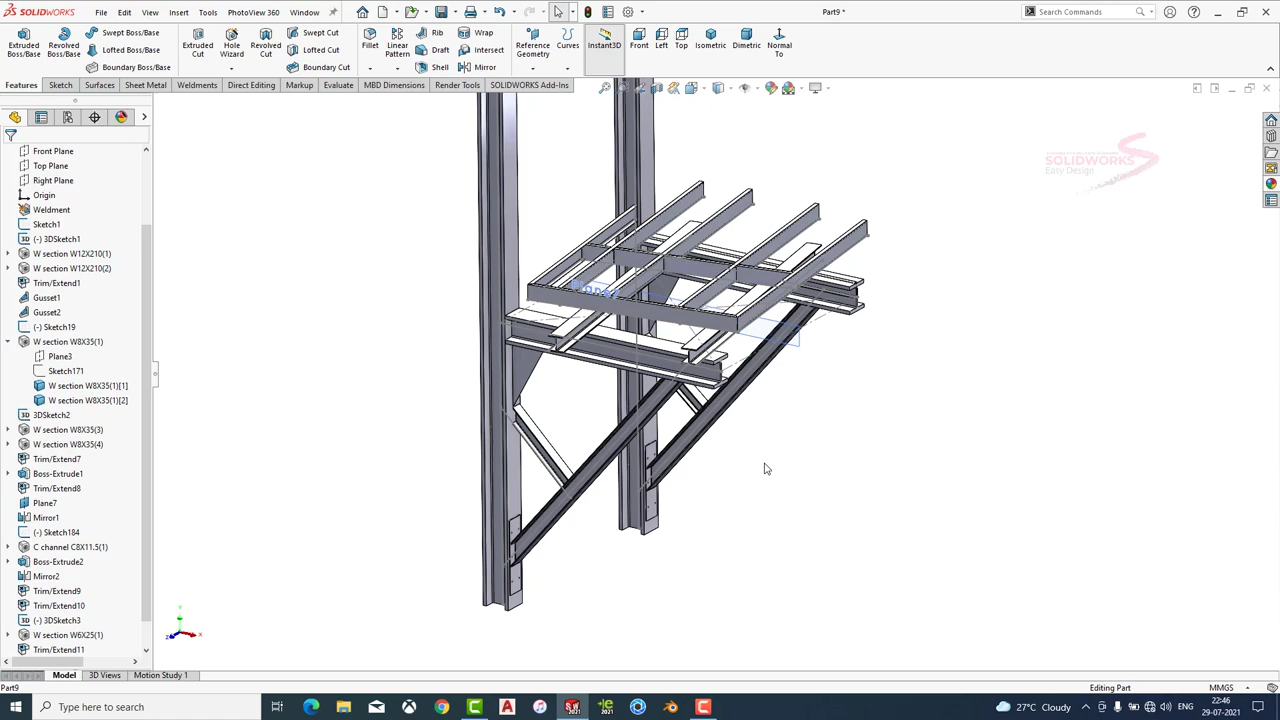 SOLIDWORKS
File
Edit
View
Insert
Tools
PhotoView 360
Window
Part9 *
Search Commands
Extruded Boss/Base
Revolved Boss/Base
Swept Boss/Base
Lofted Boss/Base
Boundary Boss/Base
Extruded Cut
Hole Wizard
Revolved Cut
Swept Cut
Lofted Cut
Boundary Cut
Fillet
Linear Pattern
Rib
Draft
Shell
Wrap
Intersect
Mirror
Reference Geometry
Curves
Instant3D
Front
Left
Top
Isometric
Dimetric
Normal To
Features
Sketch
Surfaces
Sheet Metal
Weldments
Direct Editing
Markup
Evaluate
MBD Dimensions
Render Tools
SOLIDWORKS Add-Ins
Front Plane
Top Plane
Right Plane
Origin
Weldment
Sketch1
(-) 3DSketch1
W section W12X210(1)
W section W12X210(2)
Trim/Extend1
Gusset1
Gusset2
(-) Sketch19
W section W8X35(1)
Plane3
Sketch171
W section W8X35(1)[1]
W section W8X35(1)[2]
3DSketch2
W section W8X35(3)
W section W8X35(4)
Trim/Extend7
Boss-Extrude1
Trim/Extend8
Plane7
Mirror1
(-) Sketch184
C channel C8X11.5(1)
Boss-Extrude2
Mirror2
Trim/Extend9
Trim/Extend10
(-) 3DSketch3
W section W6X25(1)
Trim/Extend11
SOLIDWORKS
Easy Design
Y
X
Z
Model
3D Views
Motion Study 1
Part9
Editing Part
MMGS
Type here to search
27°C Cloudy
ENG
22:46
29-07-2021